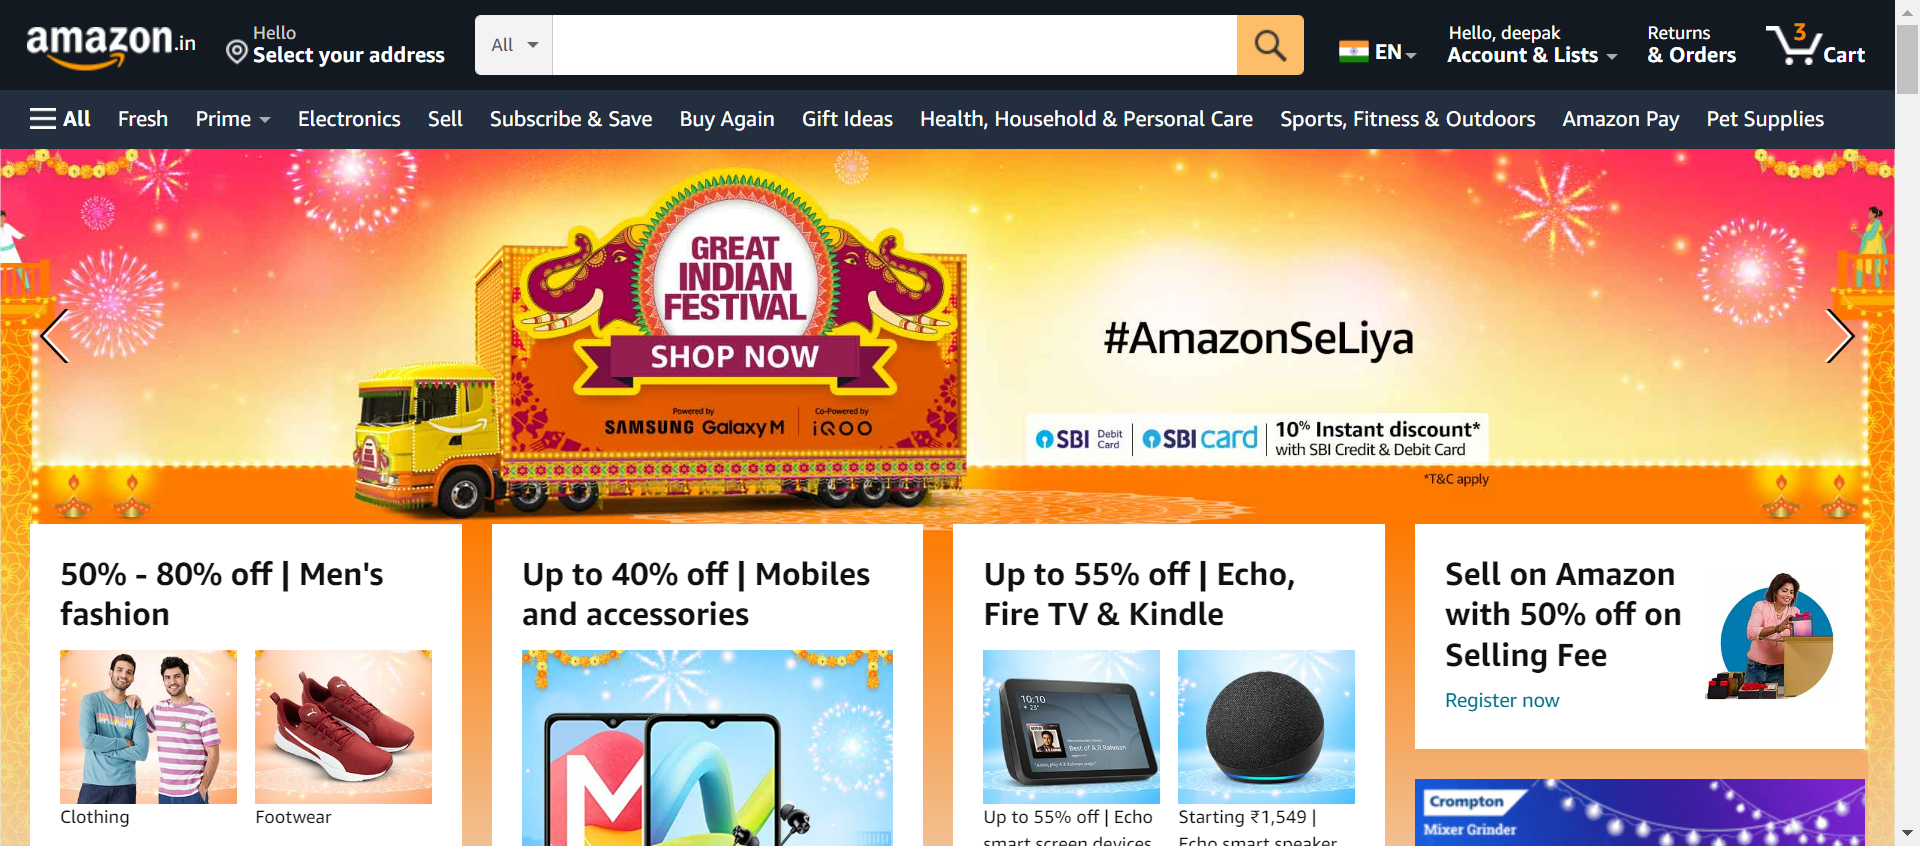 amazon.in
Hello
Select your address
All
EN
Hello, deepak
Account & Lists
Returns
& Orders
3
Cart
All
Fresh
Prime
Electronics
Sell
Subscribe & Save
Buy Again
Gift Ideas
Health, Household & Personal Care
Sports, Fitness & Outdoors
Amazon Pay
Pet Supplies
GREAT
INDIAN
FESTIVAL
SHOP NOW
Powered by
SAMSUNG Galaxy M
Co-Powered by
iQOO
#AmazonSeLiya
SBI Debit Card
SBI card
10% Instant discount*
with SBI Credit & Debit Card
*T&C apply
50% - 80% off | Men's
fashion
Clothing
Footwear
Up to 40% off | Mobiles
and accessories
Up to 55% off | Echo,
Fire TV & Kindle
10:10
23°
Best of A.R.Rahman
Up to 55% off | Echo
smart screen devices
Starting ₹1,549 |
Echo smart speaker
Sell on Amazon
with 50% off on
Selling Fee
Register now
Crompton
Mixer Grinder